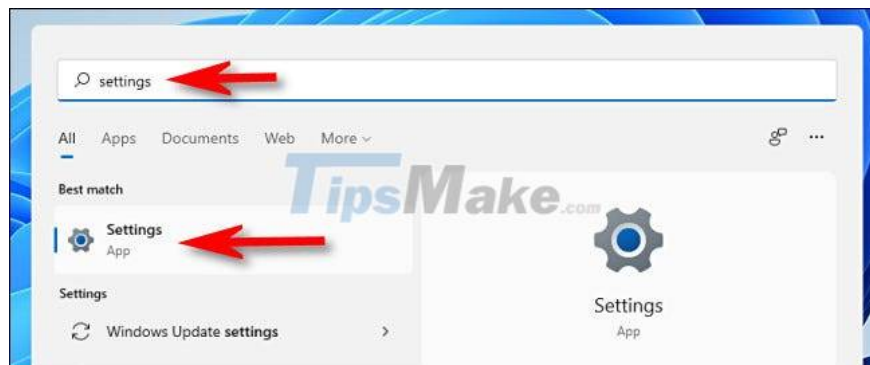 settings
All Apps Documents Web More
TipsMake.com
Best match
Settings
App
Settings
App
Settings
Windows Update settings